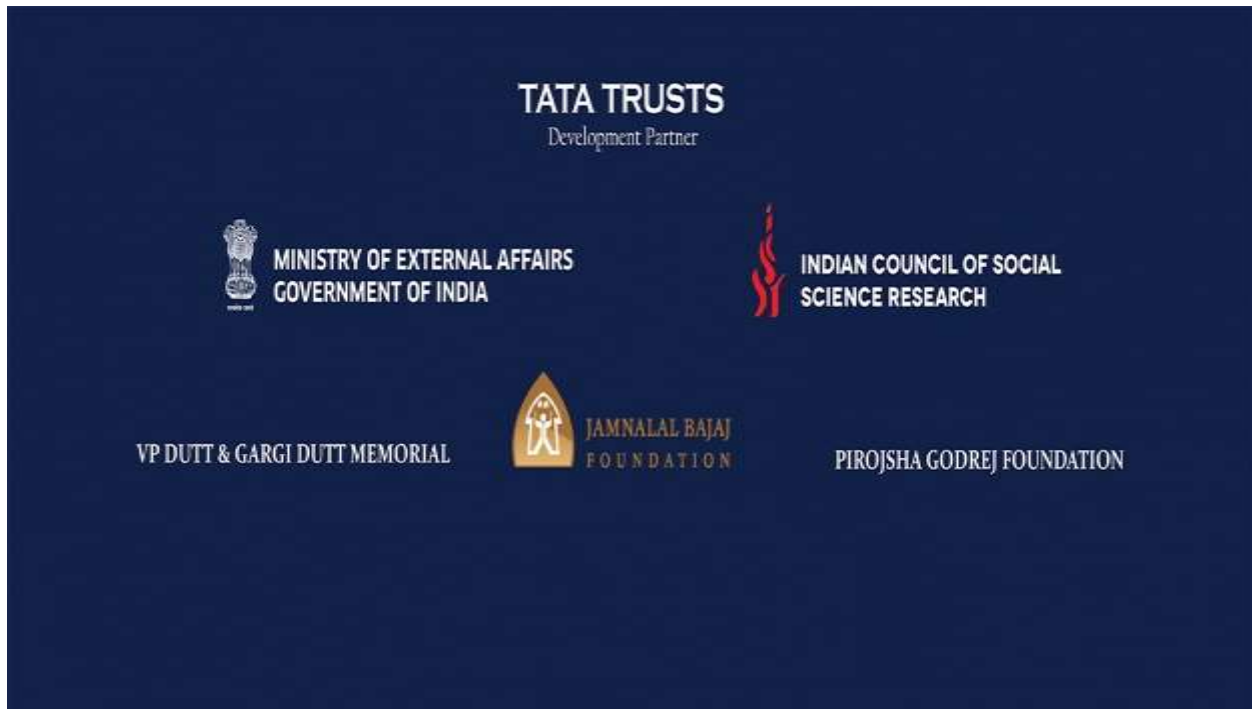 TATA TRUSTS
Development Partner
MINISTRY OF EXTERNAL AFFAIRS
GOVERNMENT OF INDIA
INDIAN COUNCIL OF SOCIAL
SCIENCE RESEARCH
VP DUTT & GARGI DUTT MEMORIAL
JAMNALAL BAJAJ
FOUNDATION
PIROJSHA GODREJ FOUNDATION